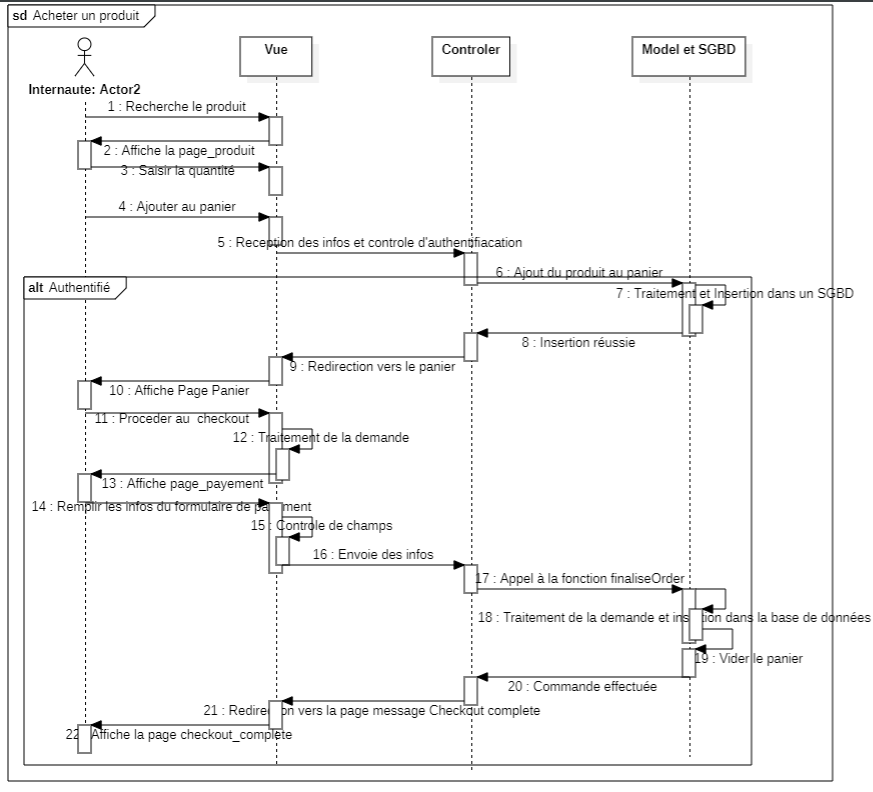 sd Acheter un produit
Vue
Controler
Model et SGBD
Internaute: Actor2
1 : Recherche le produit
2 : Affiche la page_produit
3 : Saisir la quantité
4 : Ajouter au panier
5 : Reception des infos et controle d'authentifiacation
6 : Ajout du produit au panier
alt Authentifié
7 : Traitement et Insertion dans un SGBD
8 : Insertion réussie
9 : Redirection vers le panier
10 : Affiche Page Panier
11 : Proceder au checkout
12 : Traitement de la demande
13 : Affiche page_payement
14 : Remplir les infos du formulaire de paiment
15 : Controle de champs
16 : Envoie des infos
17 : Appel à la fonction finaliseOrder
18 : Traitement de la demande et insertion dans la base de données
19 : Vider le panier
20 : Commande effectuée
21 : Redirection vers la page message Checkout complete
22 : Affiche la page checkout_complete